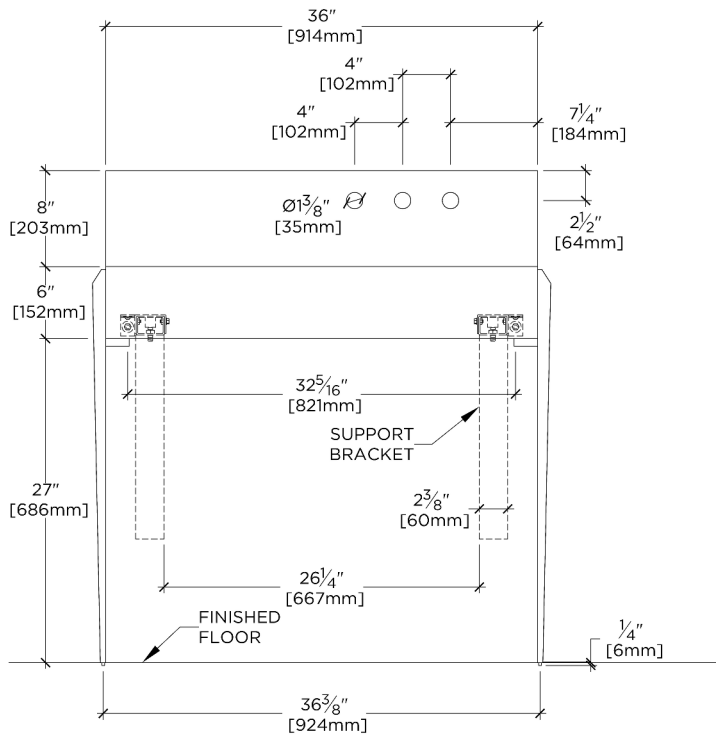 36"
[914mm]
4"
[102mm]
4"
[102mm]
7¼"
[184mm]
8"
[203mm]
Ø1⅜"
[35mm]
2½"
[64mm]
6"
[152mm]
32 5/16"
[821mm]
SUPPORT
BRACKET
27"
[686mm]
2⅜"
[60mm]
26¼"
[667mm]
FINISHED
FLOOR
¼"
[6mm]
36⅜"
[924mm]